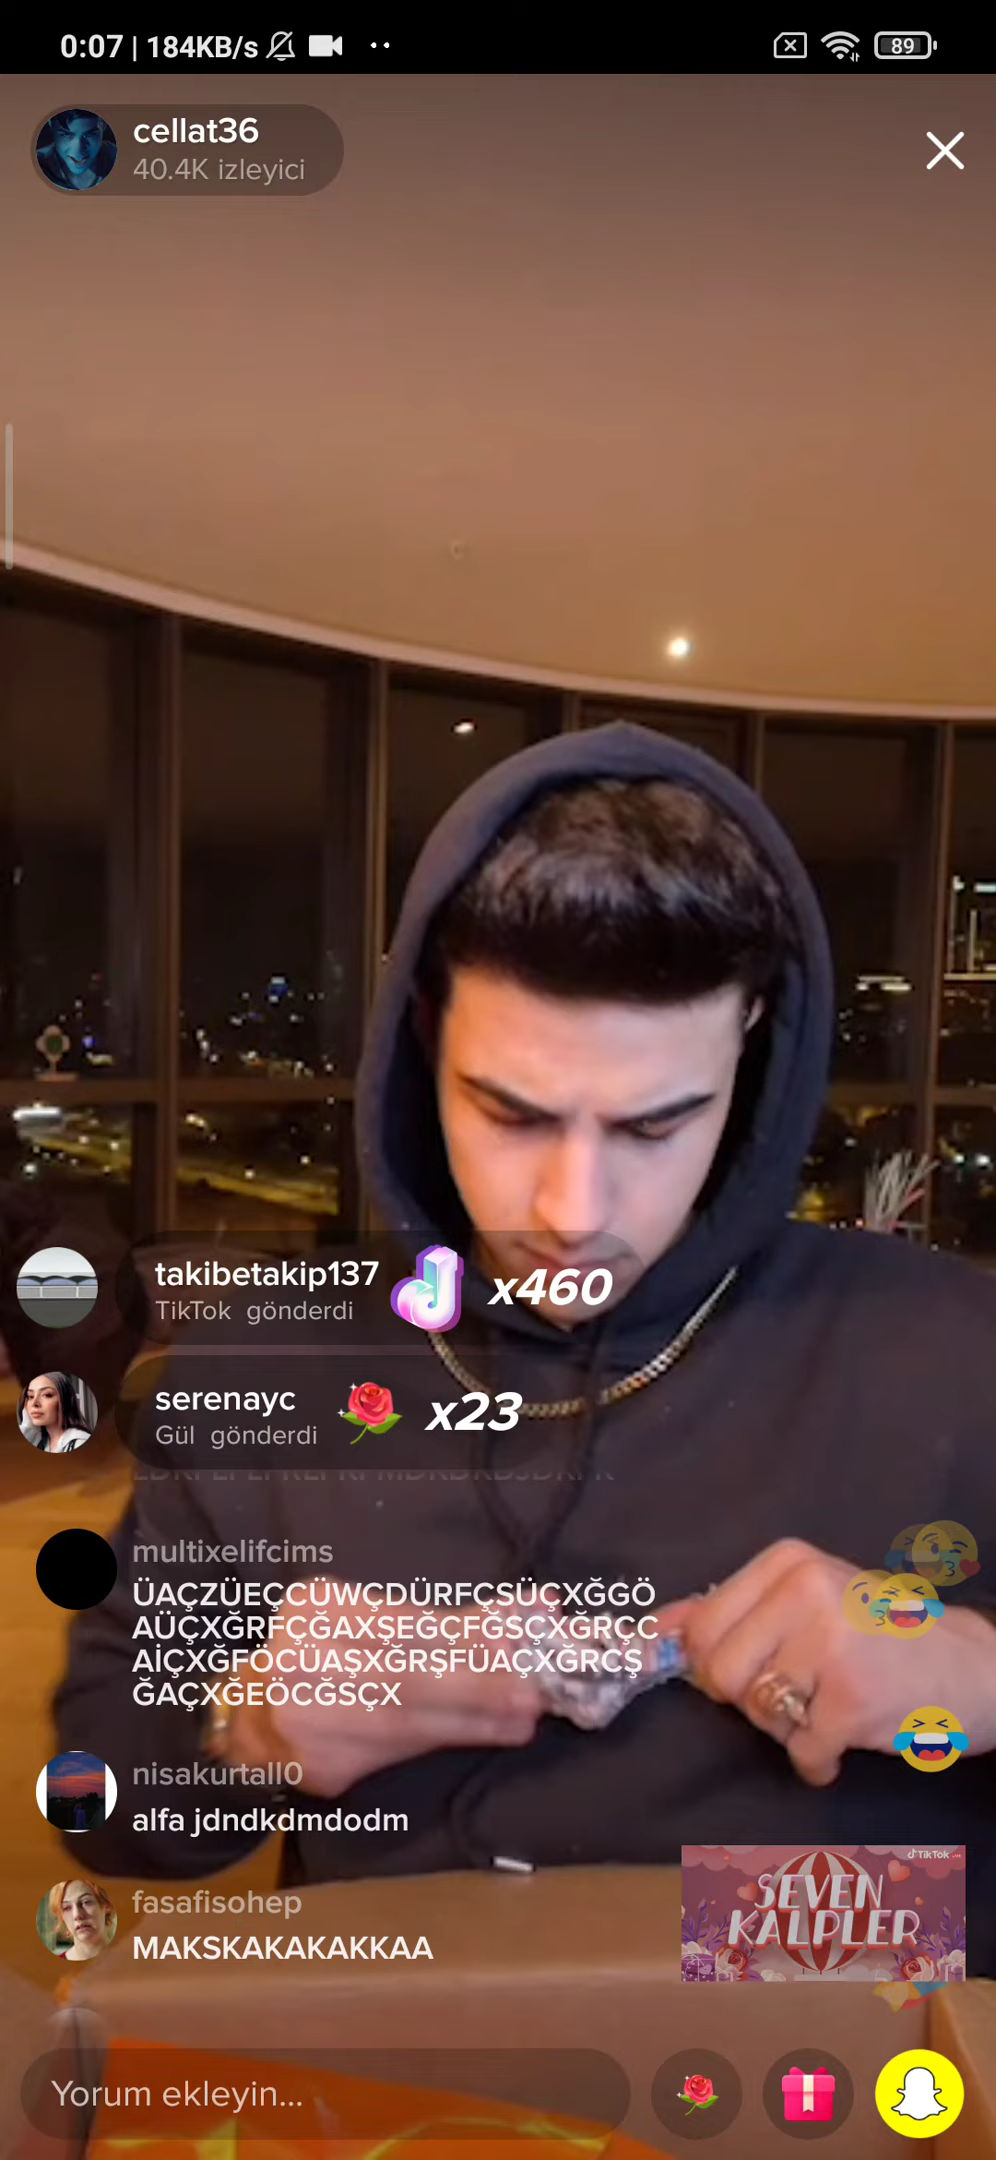 0:07 | 184KB/s
89
cellat36
40.4K izleyici
takibetakip137
TikTok gönderdi
x460
serenayc
Gül gönderdi
x23
multixelifcims
ÜAÇZÜEÇCÜWÇDÜRFÇSÜÇXĞGÖ
AÜÇXĞRFÇĞAXŞEĞÇFĞSÇXĞRÇC
AİÇXĞFÖCÜAŞXĞRŞFÜAÇXĞRCŞ
ĞAÇXĞEÖCĞSÇX
nisakurtall0
alfa jdndkdmdodm
fasafisohep
MAKSKAKAKAKKAA
TikTok
SEVEN
KALPLER
Yorum ekleyin...